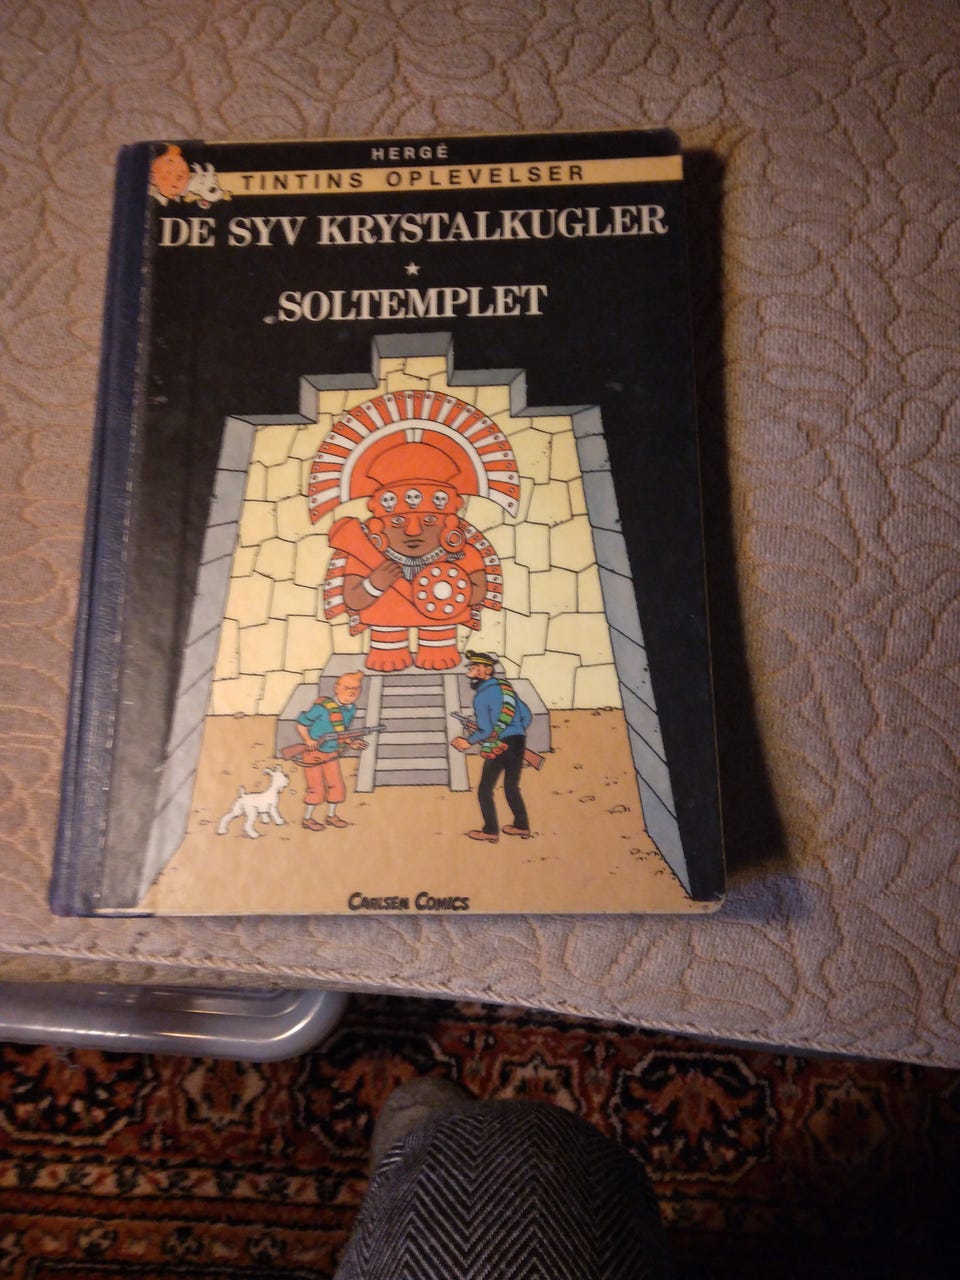 HERGÉ
TINTINS OPLEVELSER
DE SYV KRYSTALKUGLER
SOLTEMPLET
CARLSEN COMICS